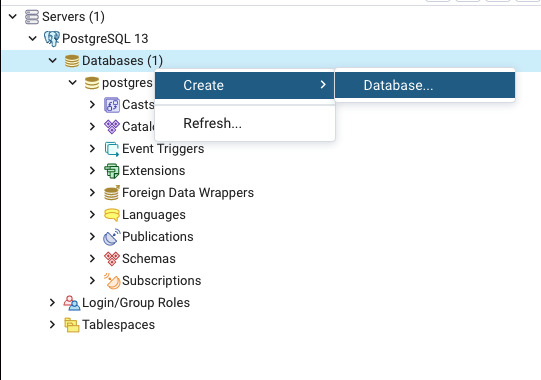 Servers (1)
PostgreSQL 13
Databases (1)
postgres
Create
Database...
Casts
Refresh...
Event Triggers
Extensions
Foreign Data Wrappers
Languages
Publications
Schemas
Subscriptions
Login/Group Roles
Tablespaces